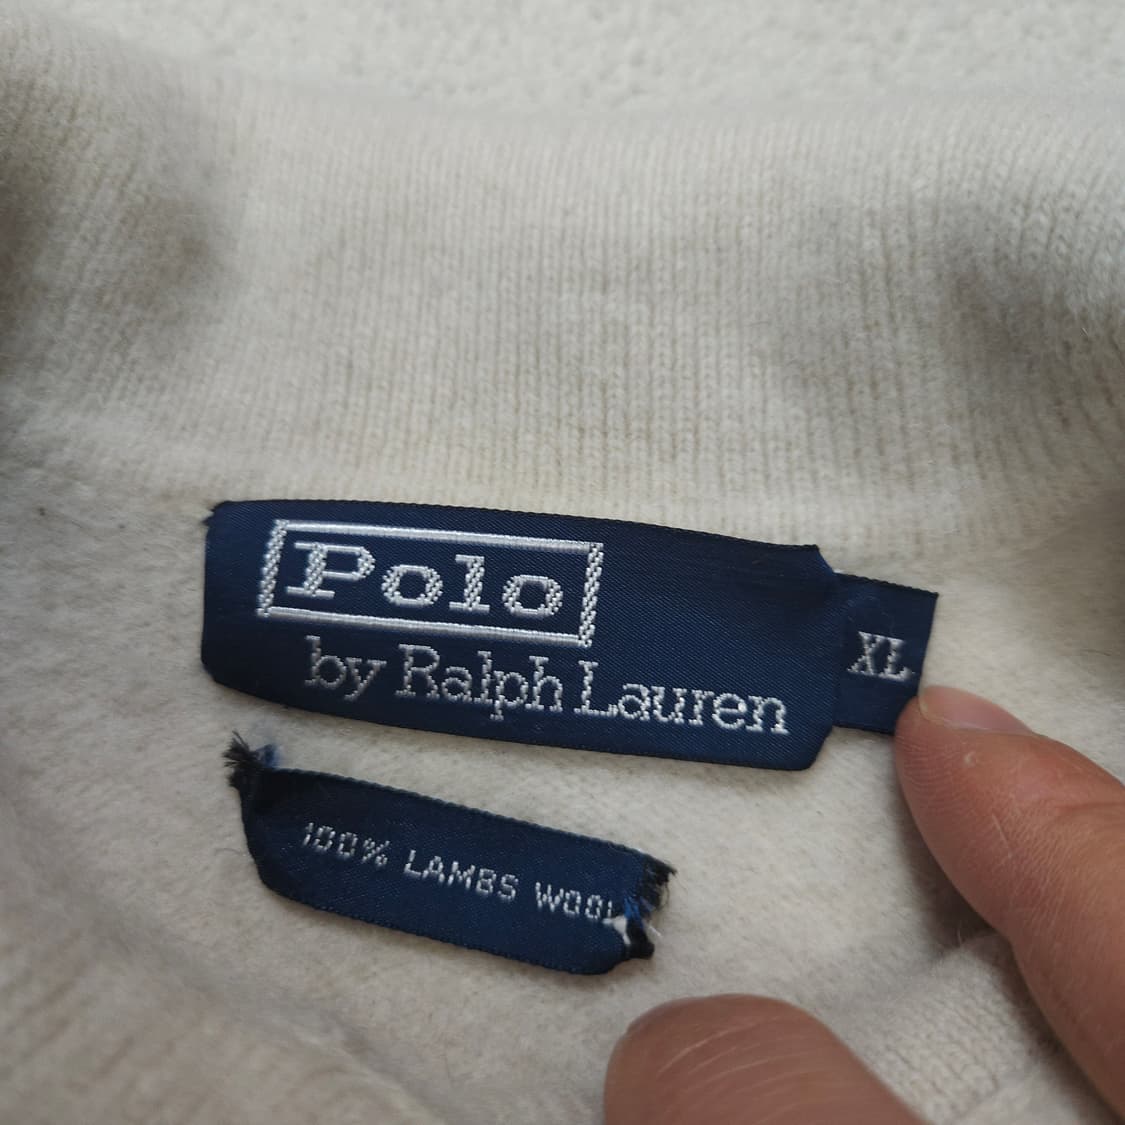 Polo
by Ralph Lauren
XL
100% LAMBS WOOL